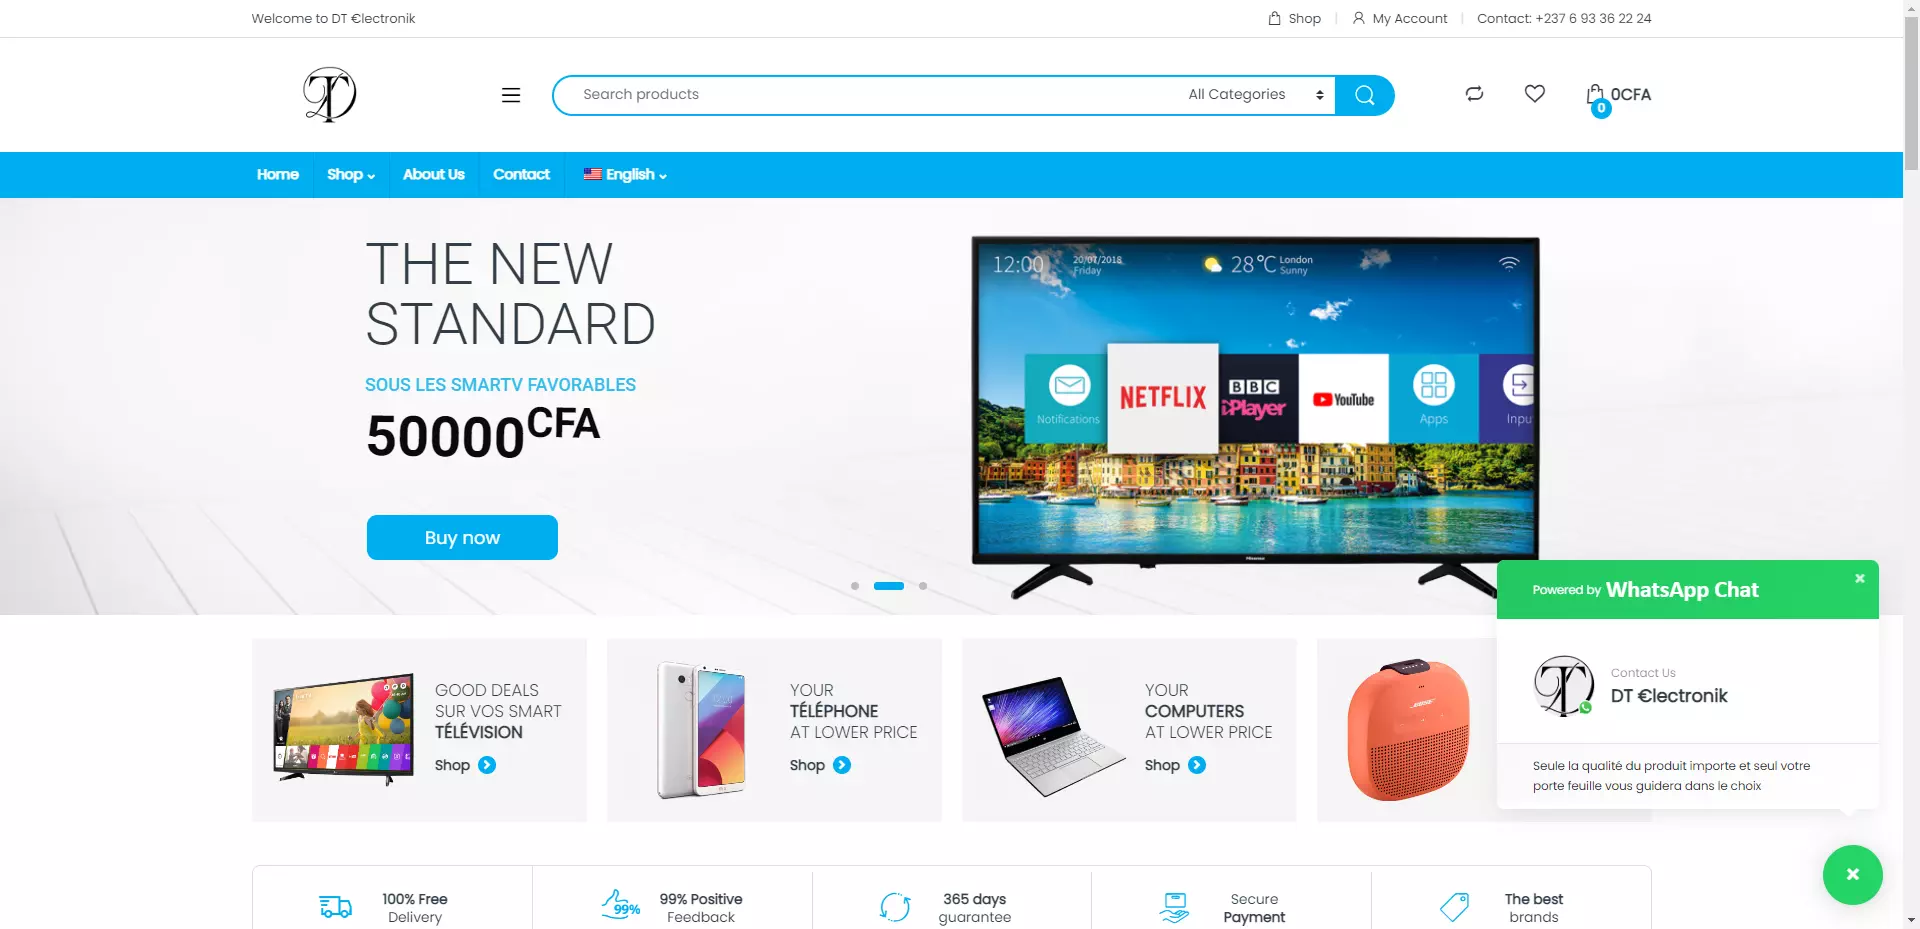 Welcome to DT €lectronik
Shop
My Account
Contact: +237 6 93 36 22 24
Search products
All Categories
0
0CFA
Home
Shop
About Us
Contact
English
THE NEW
STANDARD
SOUS LES SMARTV FAVORABLES
50000CFA
Buy now
12:00
20/07/2018
Friday
28°C
London
Sunny
Notifications
NETFLIX
BBC
iPlayer
YouTube
Apps
Inpu
Hisense
Powered by WhatsApp Chat
Contact Us
DT €lectronik
Seule la qualité du produit importe et seul votre
porte feuille vous guidera dans le choix
GOOD DEALS
SUR VOS SMART
TÉLÉVISION
Shop
YOUR
TÉLÉPHONE
AT LOWER PRICE
Shop
YOUR
COMPUTERS
AT LOWER PRICE
Shop
BOSE
100% Free
Delivery
99%
99% Positive
Feedback
365 days
guarantee
Secure
Payment
The best
brands